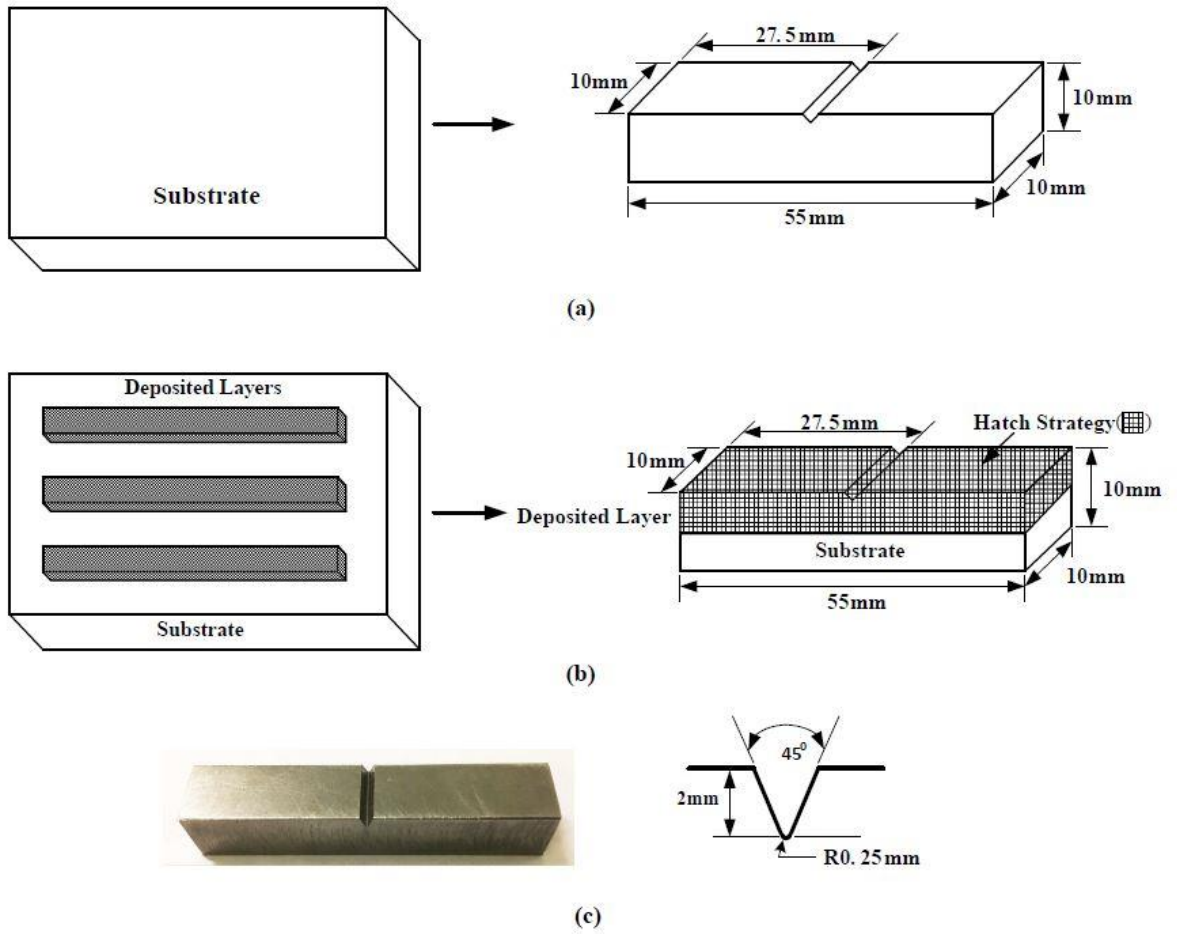 27.5mm
10mm
10mm
Substrate
10mm
55mm
(a)
Deposited Layers
27.5mm
Hatch Strategy(▦)
10mm
10mm
Deposited Layer
Substrate
10mm
55mm
Substrate
(b)
45⁰
2mm
R0. 25mm
(c)